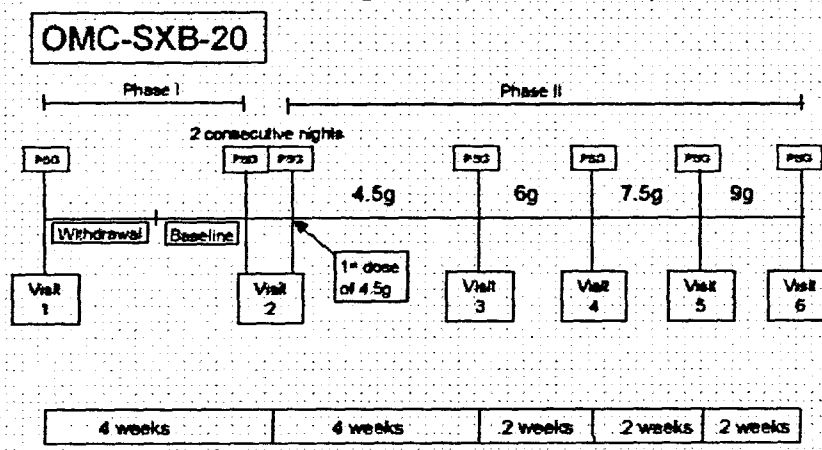 OMC-SXB-20
Phase I
Phase II
2 consecutive nights
PSG PSG PSG PSG PSG PSG PSG
4.5g 6g 7.5g 9g
Withdrawal Baseline
1st dose
of 4.5g
Visit
1
Visit
2
Visit
3
Visit
4
Visit
5
Visit
6
4 weeks 4 weeks 2 weeks 2 weeks 2 weeks